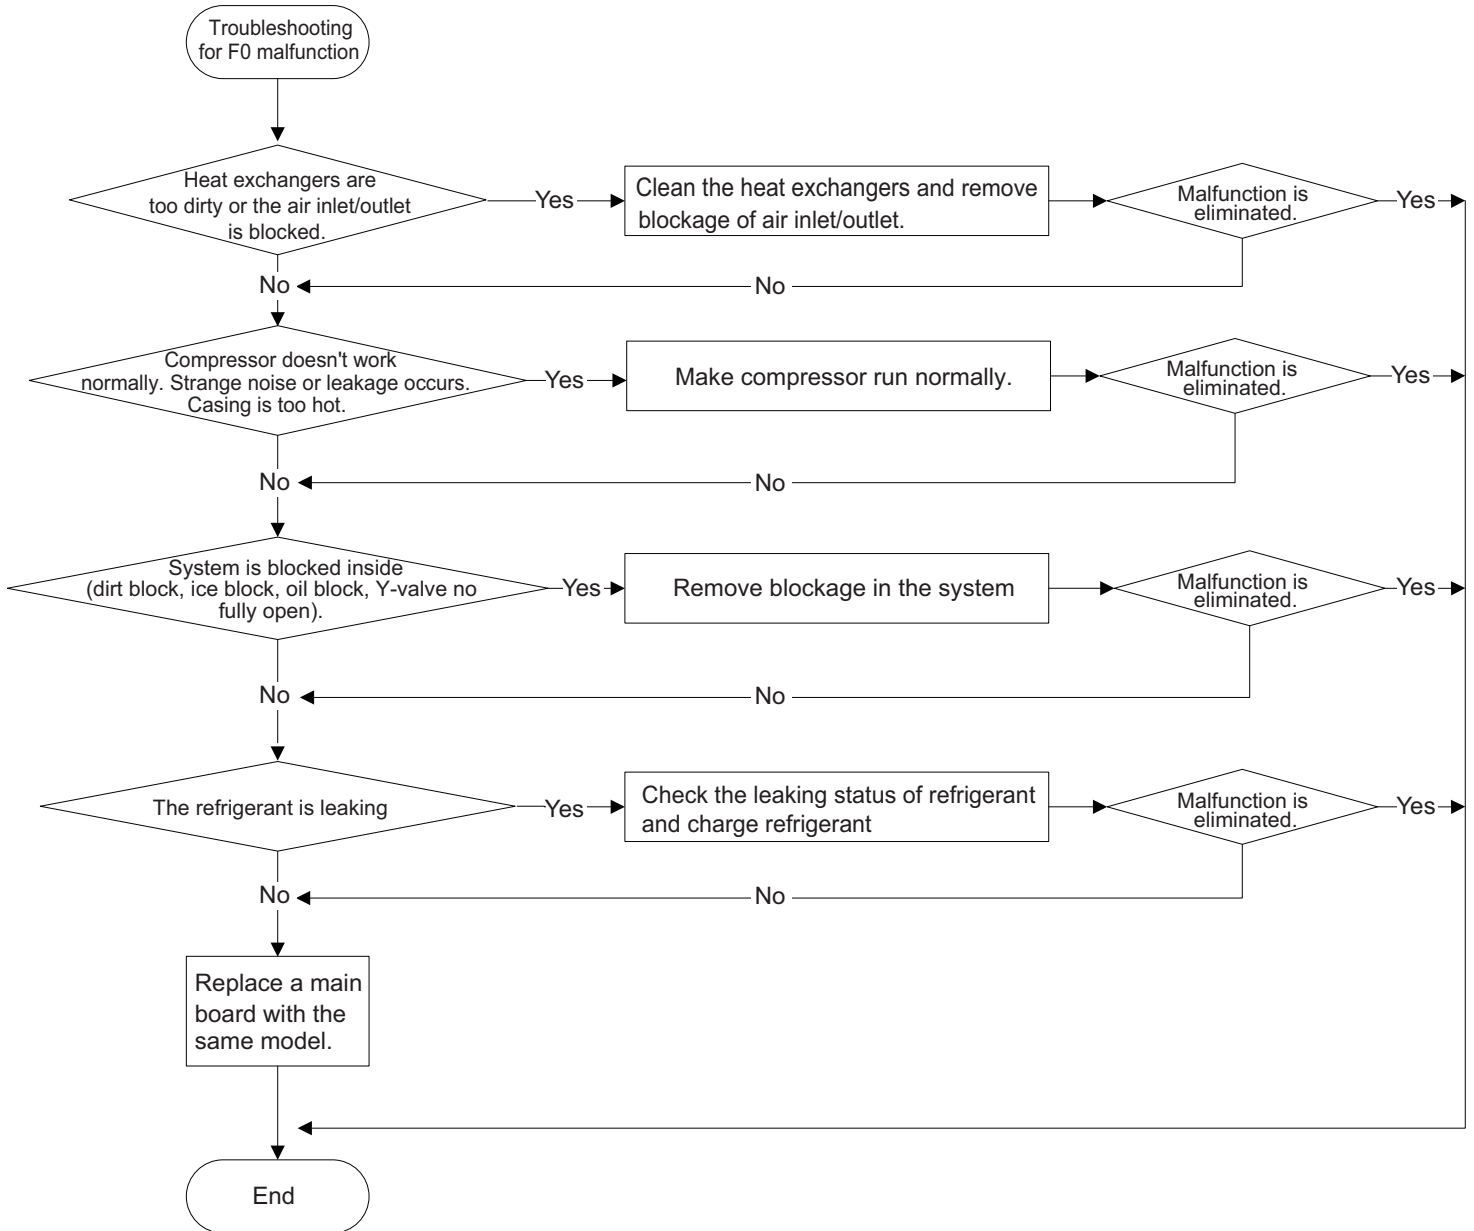 Troubleshooting
for F0 malfunction
Heat exchangers are
too dirty or the air inlet/outlet
is blocked.
Yes
Clean the heat exchangers and remove
blockage of air inlet/outlet.
Malfunction is
eliminated.
Yes
No
No
Compressor doesn't work
normally. Strange noise or leakage occurs.
Casing is too hot.
Yes
Make compressor run normally.
Malfunction is
eliminated.
Yes
No
No
System is blocked inside
(dirt block, ice block, oil block, Y-valve no
fully open).
Yes
Remove blockage in the system
Malfunction is
eliminated.
Yes
No
No
The refrigerant is leaking
Yes
Check the leaking status of refrigerant
and charge refrigerant
Malfunction is
eliminated.
Yes
No
No
Replace a main
board with the
same model.
End